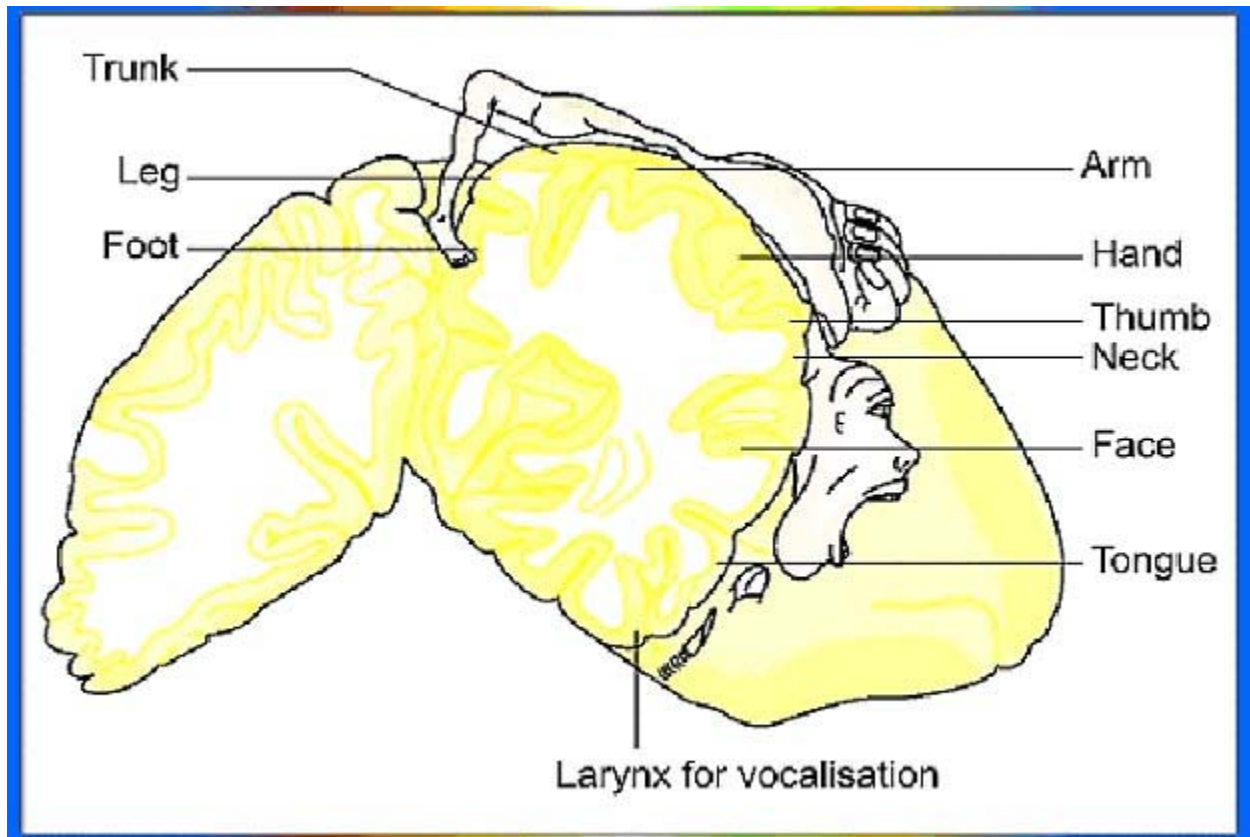 Trunk
Leg
Foot
Arm
Hand
Thumb
Neck
Face
Tongue
Larynx for vocalisation